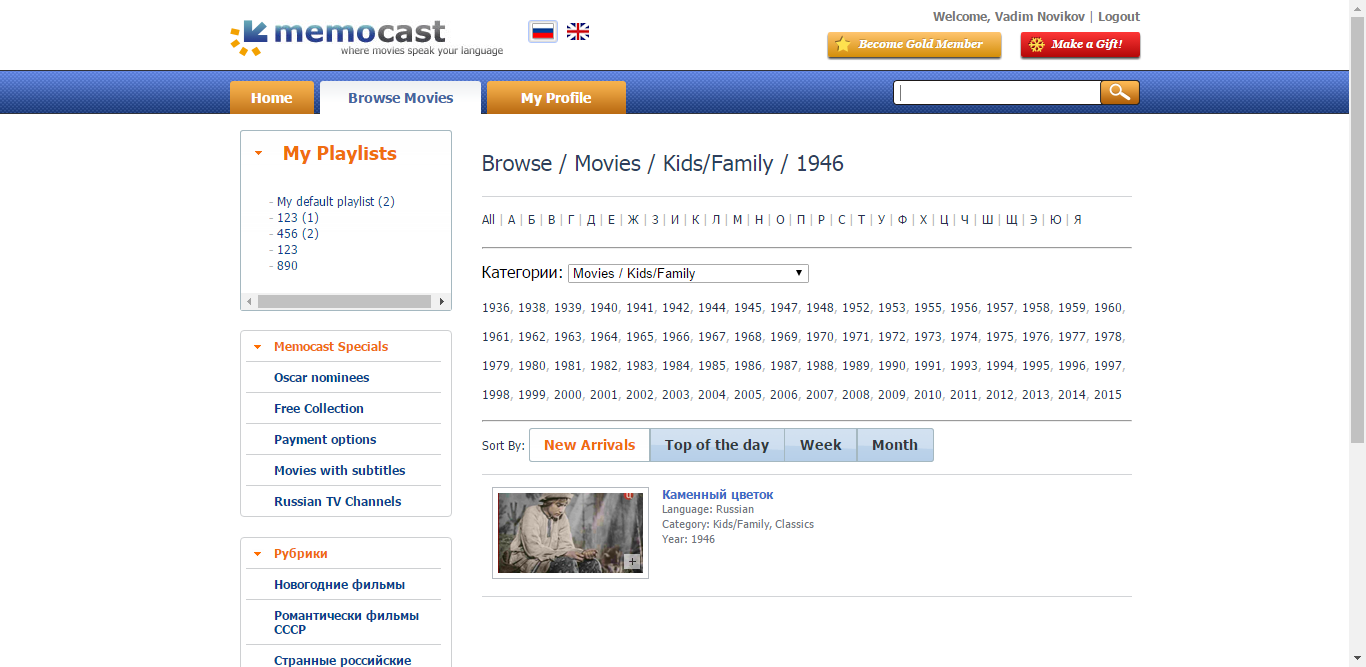 memocast
where movies speak your language
Welcome, Vadim Novikov | Logout
Become Gold Member
Make a Gift!
Home
Browse Movies
My Profile
My Playlists
- My default playlist (2)
- 123 (1)
- 456 (2)
- 123
- 890
Memocast Specials
Oscar nominees
Free Collection
Payment options
Movies with subtitles
Russian TV Channels
Рубрики
Новогодние фильмы
Романтически фильмы
СССР
Странные российские
Browse / Movies / Kids/Family / 1946
All | А | Б | В | Г | Д | Е | Ж | З | И | К | Л | М | Н | О | П | Р | С | Т | У | Ф | Х | Ц | Ч | Ш | Щ | Э | Ю | Я
Категории: Movies / Kids/Family
1936, 1938, 1939, 1940, 1941, 1942, 1944, 1945, 1947, 1948, 1952, 1953, 1955, 1956, 1957, 1958, 1959, 1960,
1961, 1962, 1963, 1964, 1965, 1966, 1967, 1968, 1969, 1970, 1971, 1972, 1973, 1974, 1975, 1976, 1977, 1978,
1979, 1980, 1981, 1982, 1983, 1984, 1985, 1986, 1987, 1988, 1989, 1990, 1991, 1993, 1994, 1995, 1996, 1997,
1998, 1999, 2000, 2001, 2002, 2003, 2004, 2005, 2006, 2007, 2008, 2009, 2010, 2011, 2012, 2013, 2014, 2015
Sort By: New Arrivals Top of the day Week Month
Каменный цветок
Language: Russian
Category: Kids/Family, Classics
Year: 1946